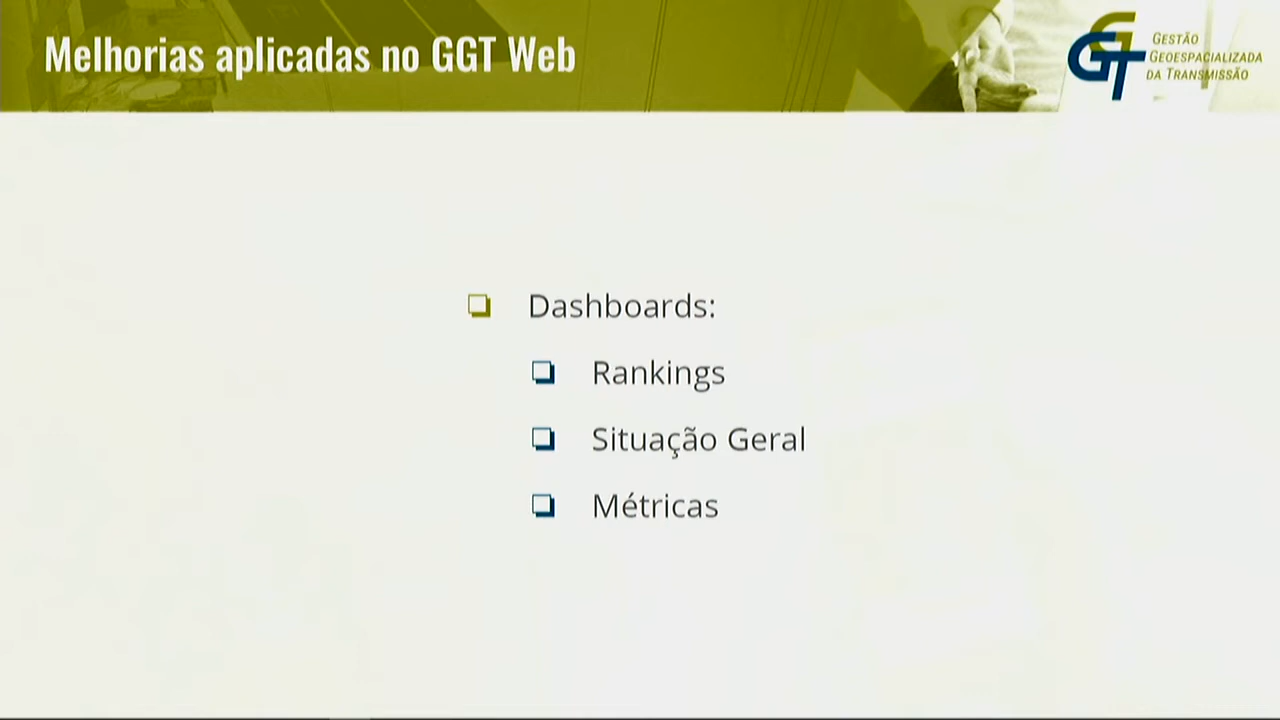 Melhorias aplicadas no GGT Web
GGT
GESTÃO
GEOESPACIALIZADA
DA TRANSMISSÃO
Dashboards:
Rankings
Situação Geral
Métricas